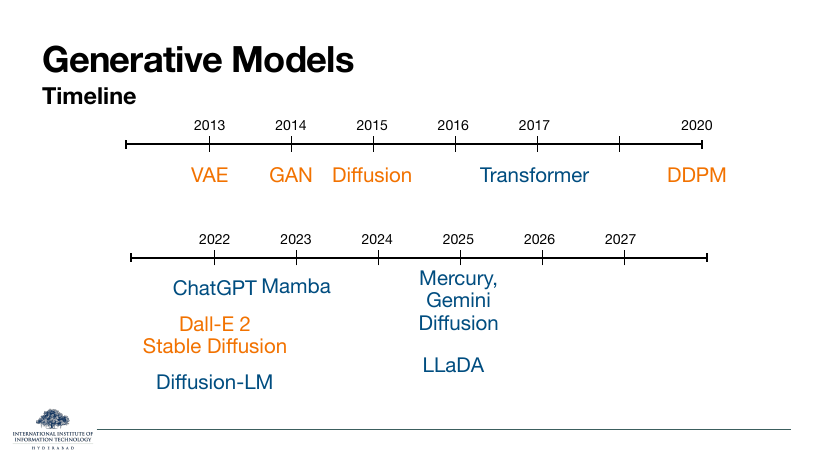 Generative Models
Timeline
2013 2014 2015 2016 2017 2020
VAE GAN Diffusion Transformer DDPM
2022 2023 2024 2025 2026 2027
ChatGPT Mamba
Mercury,
Gemini
Diffusion
Dall-E 2
Stable Diffusion
LLaDA
Diffusion-LM
INTERNATIONAL INSTITUTE OF
INFORMATION TECHNOLOGY
HYDERABAD